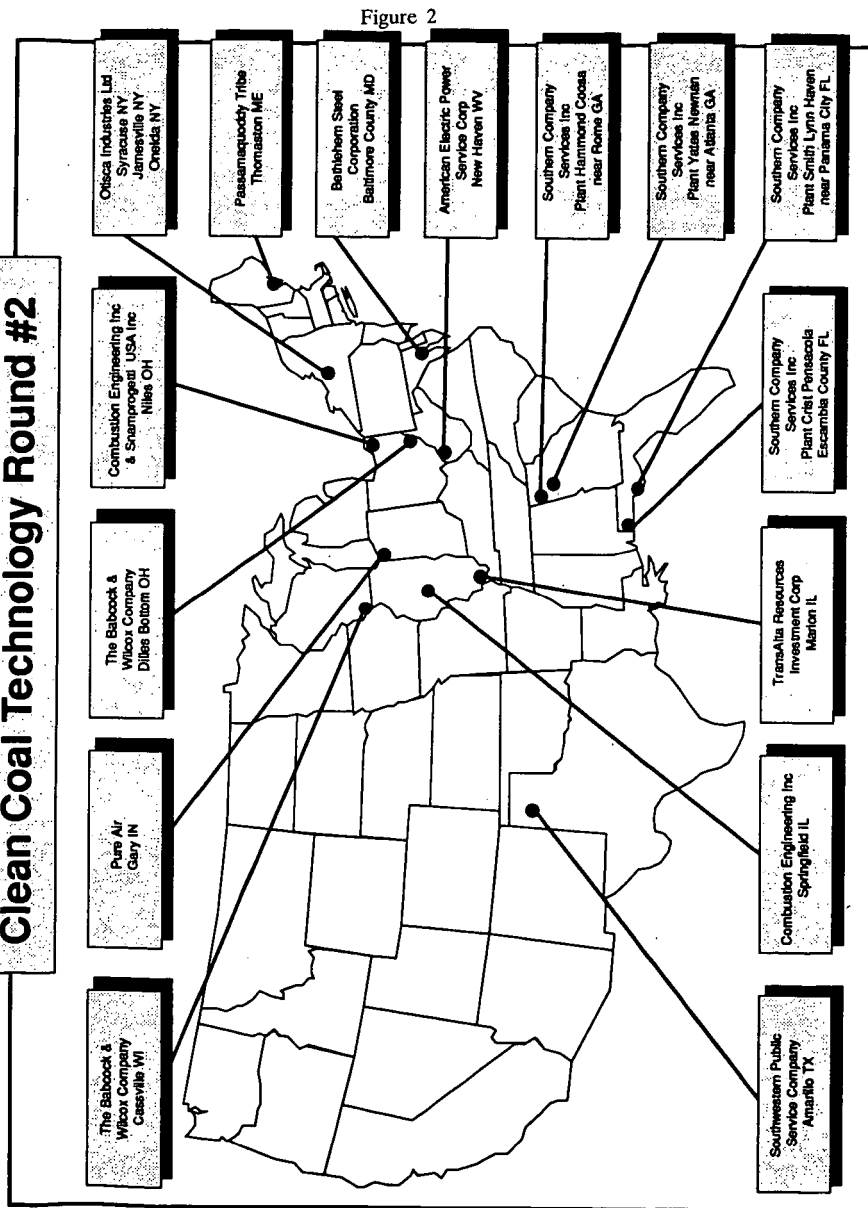 Figure 2
Clean Coal Technology Round #2
The Babcock &
Wilcox Company
Cassville WI
Pure Air
Gary IN
The Babcock &
Wilcox Company
Dilles Bottom OH
Combustion Engineering Inc
& Snamprogetti USA Inc
Niles OH
Otisca Industries Ltd
Syracuse NY
Jamesville NY
Oneida NY
Passamaquoddy Tribe
Thomaston ME
Bethlehem Steel
Corporation
Baltimore County MD
American Electric Power
Service Corp
New Haven WV
Southern Company
Services Inc
Plant Hammond Coosa
near Rome GA
Southern Company
Services Inc
Plant Yates Newman
near Atlanta GA
Southern Company
Services Inc
Plant Smith Lynn Haven
near Panama City FL
Southwestern Public
Service Company
Amarillo TX
Combustion Engineering Inc
Springfield IL
TransAlta Resources
Investment Corp
Marion IL
Southern Company
Services Inc
Plant Crist Pensacola
Escambia County FL